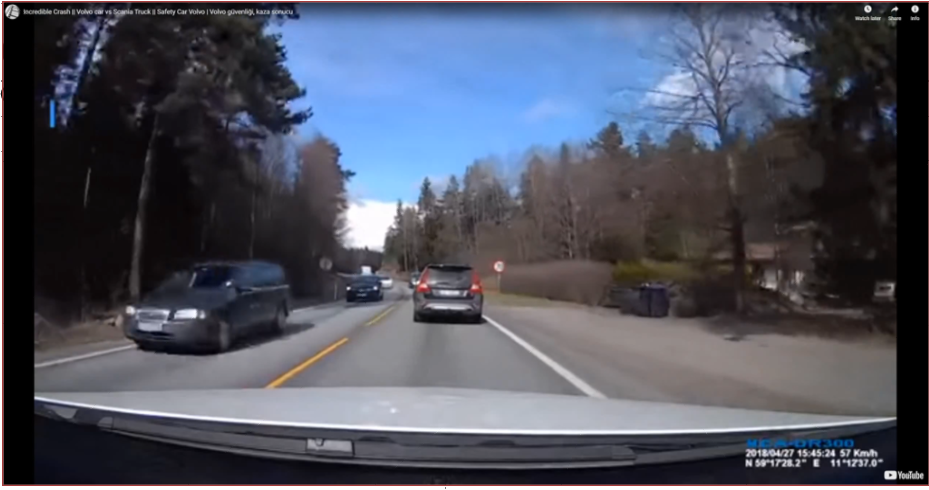 Incredible Crash || Volvo car vs Scania Truck || Safety Car Volvo | Volvo güvenliği, kaza sonucu
Watch later Share Info
2018/04/27 15:45:24 57 Km/h
N 59°17'28.2" E 11°12'37.0"
YouTube